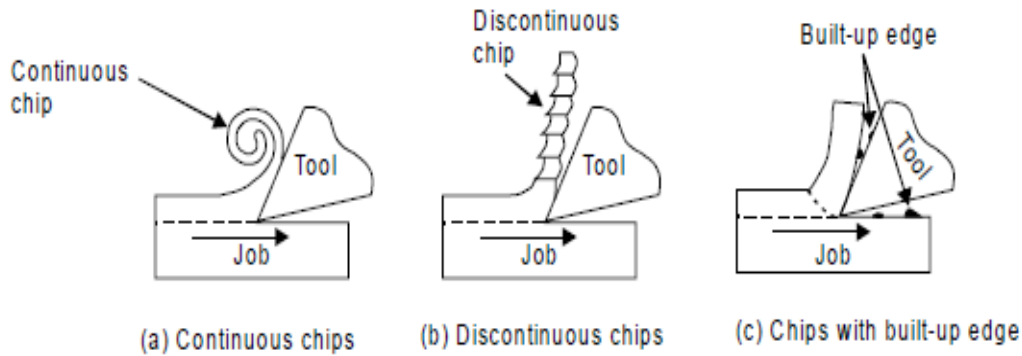 Continuous
chip
Tool
Job
(a) Continuous chips
Discontinuous
chip
Tool
Job
(b) Discontinuous chips
Built-up edge
Tool
Job
(c) Chips with built-up edge